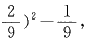 2/9)² − 1/9,